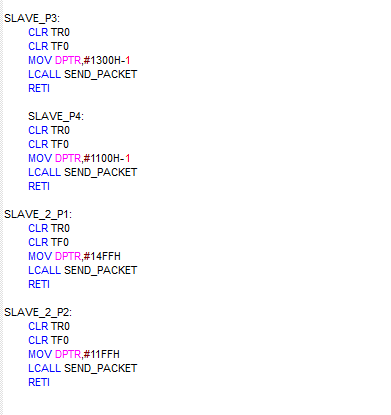 SLAVE_P3:
CLR TR0
CLR TF0
MOV DPTR,#1300H-1
LCALL SEND_PACKET
RETI
SLAVE_P4:
CLR TR0
CLR TF0
MOV DPTR,#1100H-1
LCALL SEND_PACKET
RETI
SLAVE_2_P1:
CLR TR0
CLR TF0
MOV DPTR,#14FFH
LCALL SEND_PACKET
RETI
SLAVE_2_P2:
CLR TR0
CLR TF0
MOV DPTR,#11FFH
LCALL SEND_PACKET
RETI